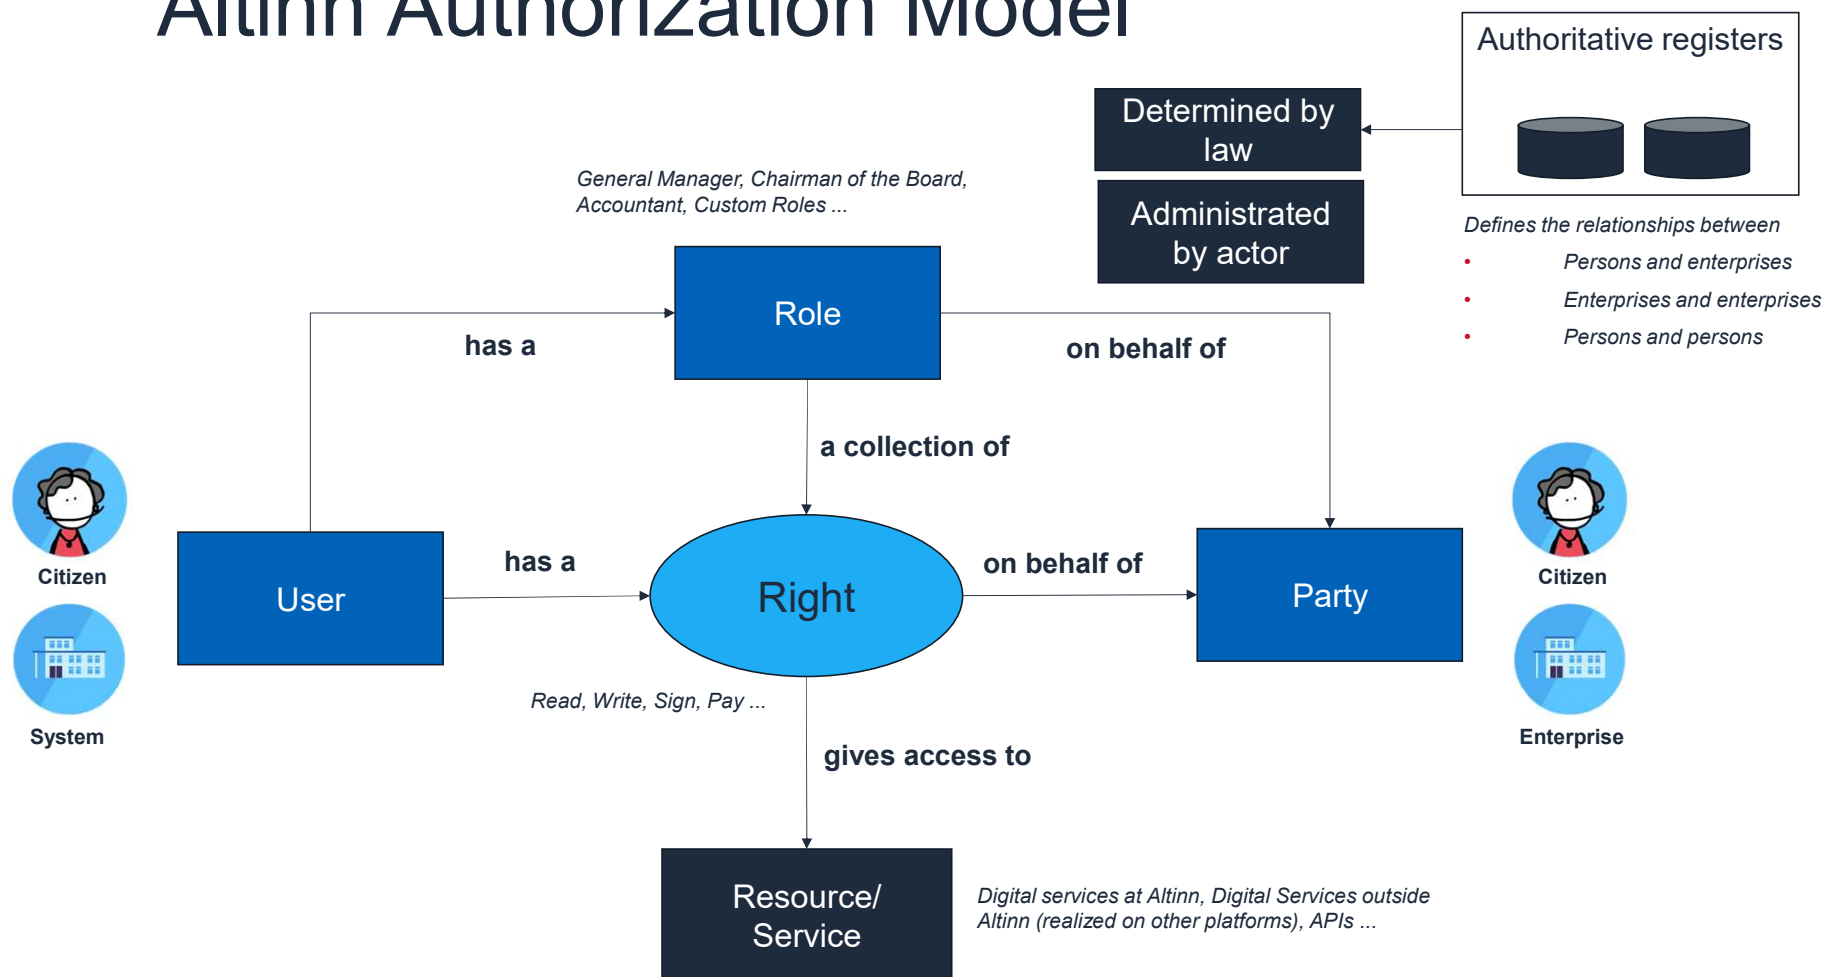 Altinn Authorization Model
Authoritative registers
Determined by
law
Administrated
by actor
Defines the relationships between
• Persons and enterprises
• Enterprises and enterprises
• Persons and persons
General Manager, Chairman of the Board,
Accountant, Custom Roles ...
Role
has a
on behalf of
a collection of
Citizen
System
User
has a
Right
on behalf of
Party
Citizen
Enterprise
Read, Write, Sign, Pay ...
gives access to
Resource/
Service
Digital services at Altinn, Digital Services outside
Altinn (realized on other platforms), APIs ...